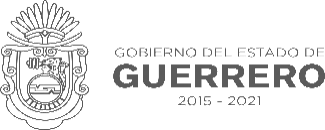 GOBIERNO DEL ESTADO DE
GUERRERO
2015 - 2021